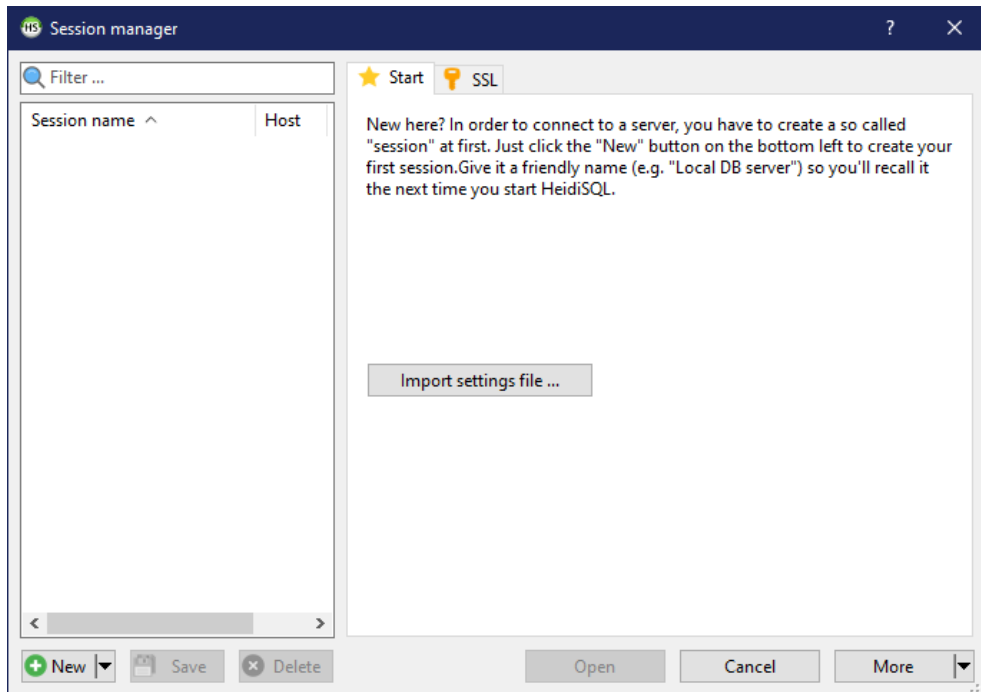 HS Session manager ? ×
Filter ...
Start SSL
Session name Host
New here? In order to connect to a server, you have to create a so called
"session" at first. Just click the "New" button on the bottom left to create your
first session.Give it a friendly name (e.g. "Local DB server") so you'll recall it
the next time you start HeidiSQL.
Import settings file ...
New Save Delete Open Cancel More